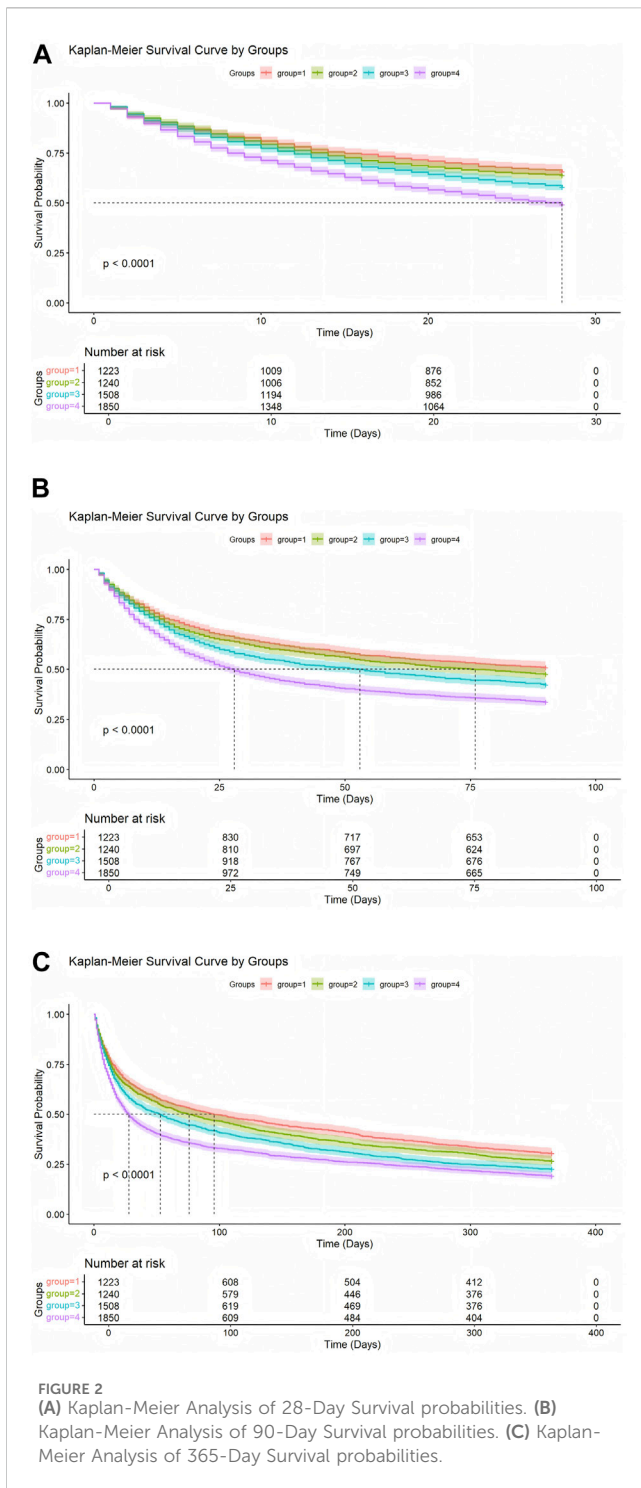 A
Kaplan-Meier Survival Curve by Groups
Groups group=1 group=2 group=3 group=4
1.00
0.75
0.50
0.25
0.00
Survival Probability
p < 0.0001
0 10 20 30
Time (Days)
Number at risk
Groups
group=1 1223 1009 876 0
group=2 1240 1006 852 0
group=3 1508 1194 986 0
group=4 1850 1348 1064 0
0 10 20 30
Time (Days)
B
Kaplan-Meier Survival Curve by Groups
Groups group=1 group=2 group=3 group=4
1.00
0.75
0.50
0.25
0.00
Survival Probability
p < 0.0001
0 25 50 75 100
Time (Days)
Number at risk
Groups
group=1 1223 830 717 653 0
group=2 1240 810 697 624 0
group=3 1508 918 767 676 0
group=4 1850 972 749 665 0
0 25 50 75 100
Time (Days)
C
Kaplan-Meier Survival Curve by Groups
Groups group=1 group=2 group=3 group=4
1.00
0.75
0.50
0.25
0.00
Survival Probability
p < 0.0001
0 100 200 300 400
Time (Days)
Number at risk
Groups
group=1 1223 608 504 412 0
group=2 1240 579 446 376 0
group=3 1508 619 469 376 0
group=4 1850 609 484 404 0
0 100 200 300 400
Time (Days)
FIGURE 2
(A) Kaplan-Meier Analysis of 28-Day Survival probabilities. (B)
Kaplan-Meier Analysis of 90-Day Survival probabilities. (C) Kaplan-
Meier Analysis of 365-Day Survival probabilities.